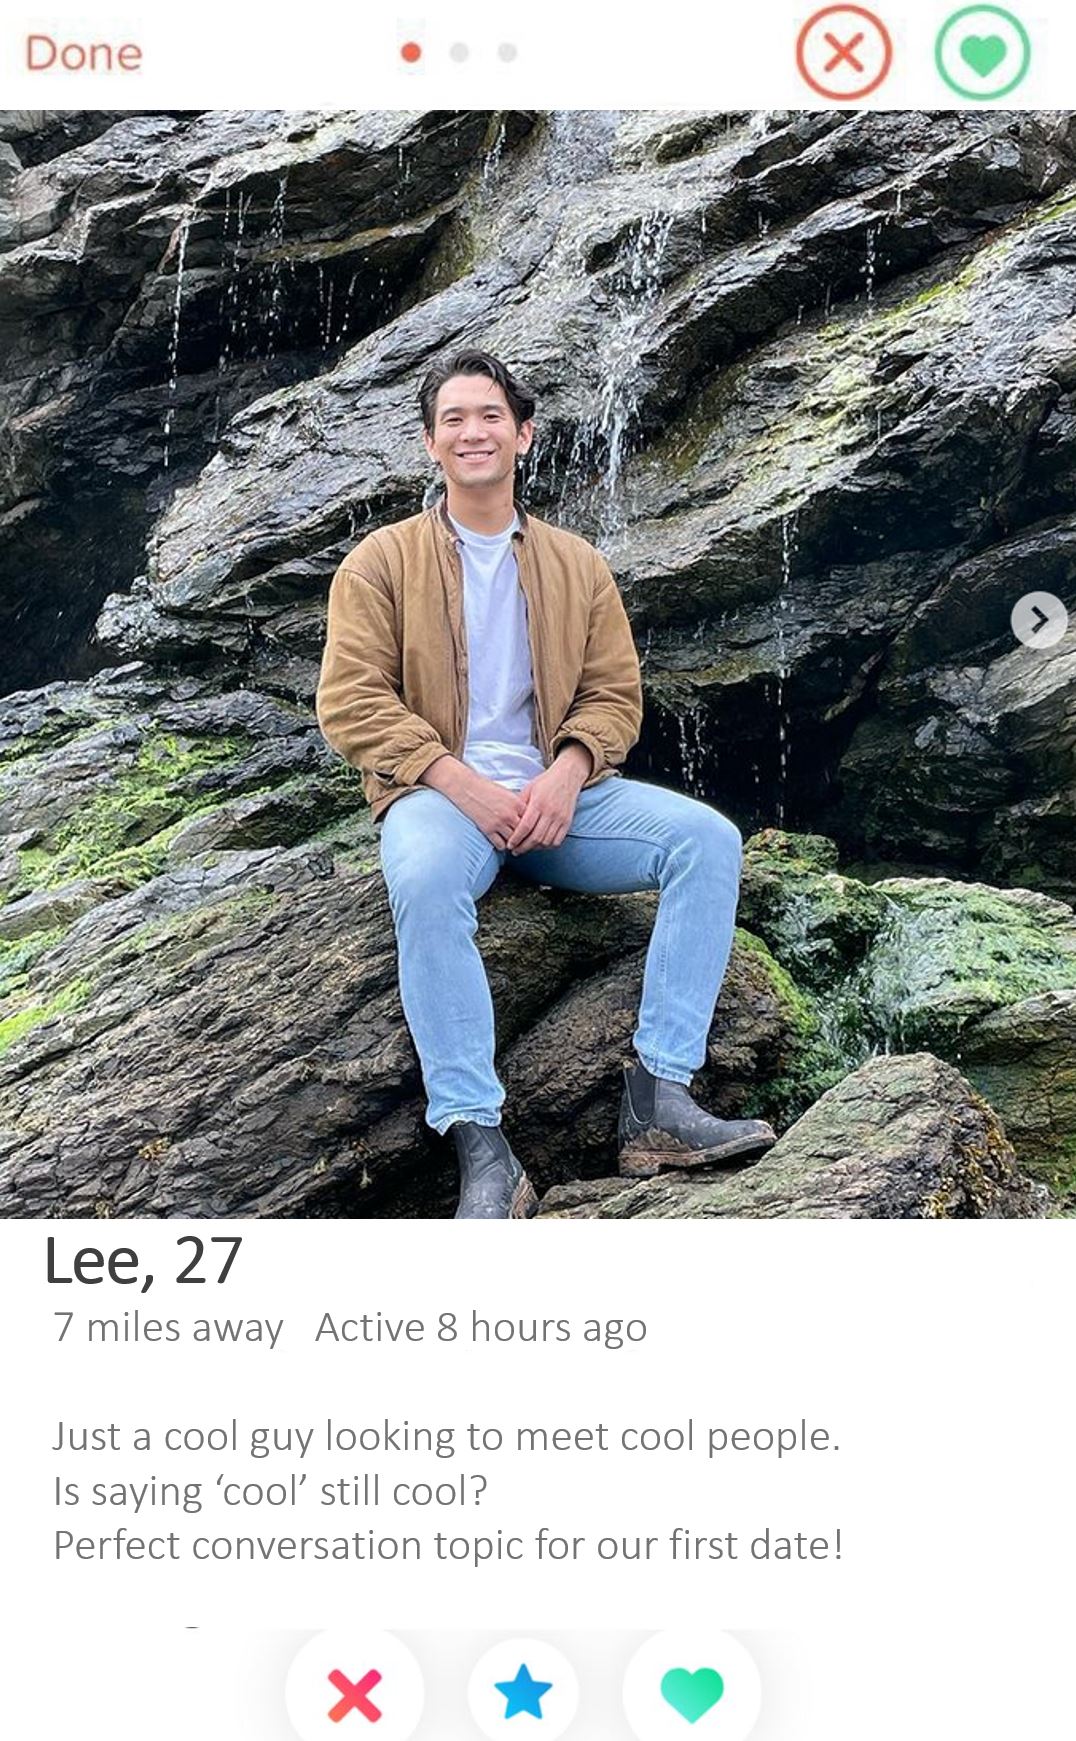 Done
Lee, 27
7 miles away Active 8 hours ago
Just a cool guy looking to meet cool people.
Is saying ‘cool’ still cool?
Perfect conversation topic for our first date!